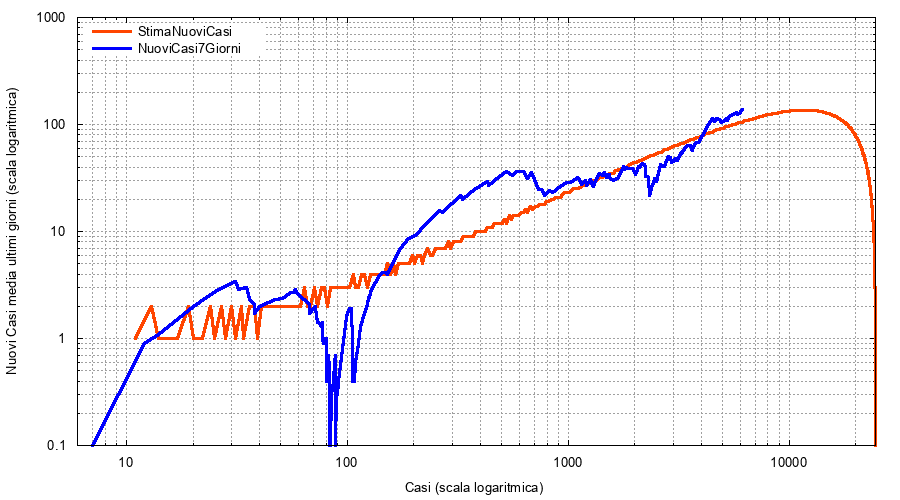 1000
StimaNuoviCasi
NuoviCasi7Giorni
100
10
1
0.1
Nuovi Casi media ultimi giorni (scala logaritmica)
10
100
1000
10000
Casi (scala logaritmica)